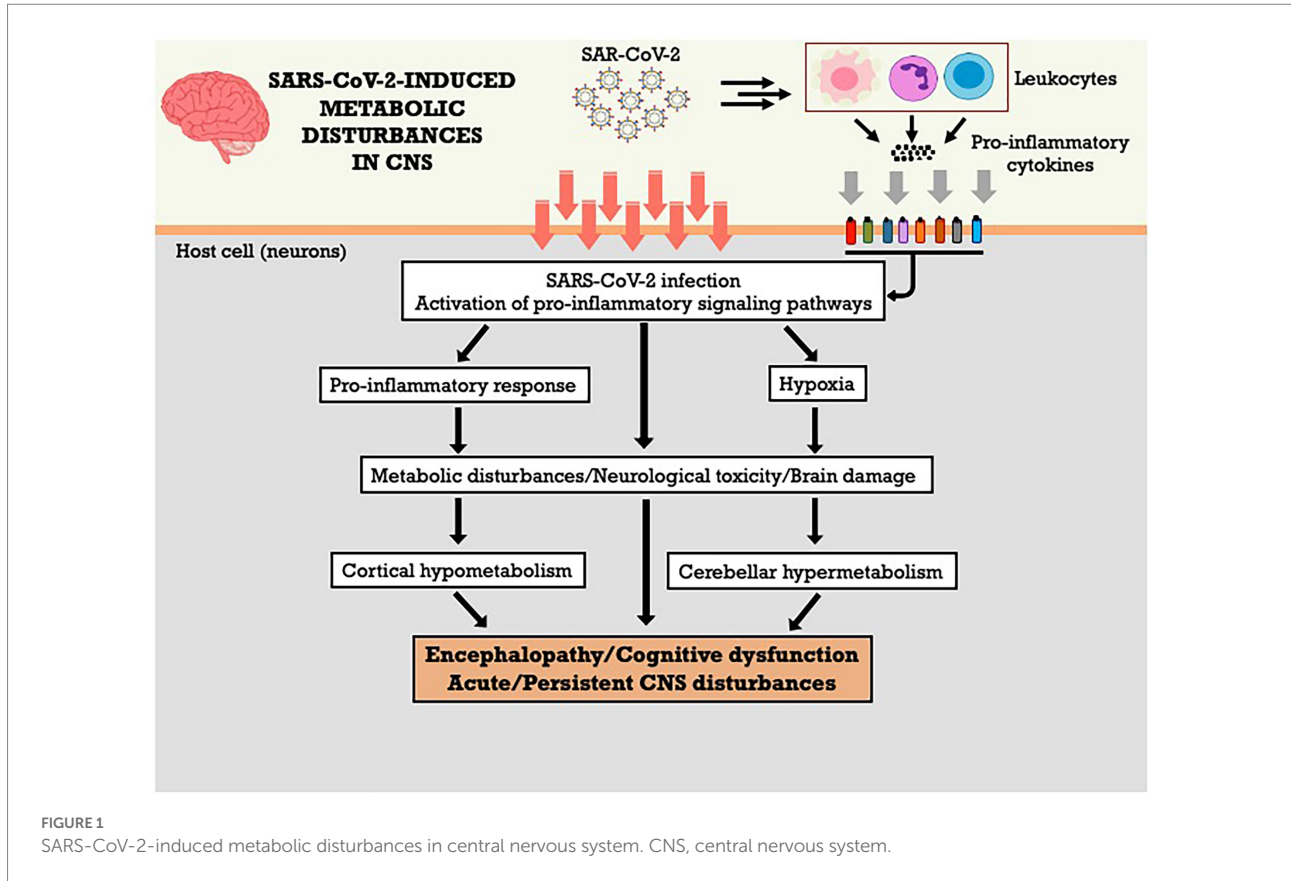 SARS-CoV-2-INDUCED
METABOLIC
DISTURBANCES
IN CNS
SAR-CoV-2
Leukocytes
Pro-inflammatory
cytokines
Host cell (neurons)
SARS-CoV-2 infection
Activation of pro-inflammatory signaling pathways
Pro-inflammatory response
Hypoxia
Metabolic disturbances/Neurological toxicity/Brain damage
Cortical hypometabolism
Cerebellar hypermetabolism
Encephalopathy/Cognitive dysfunction
Acute/Persistent CNS disturbances
FIGURE 1
SARS-CoV-2-induced metabolic disturbances in central nervous system. CNS, central nervous system.